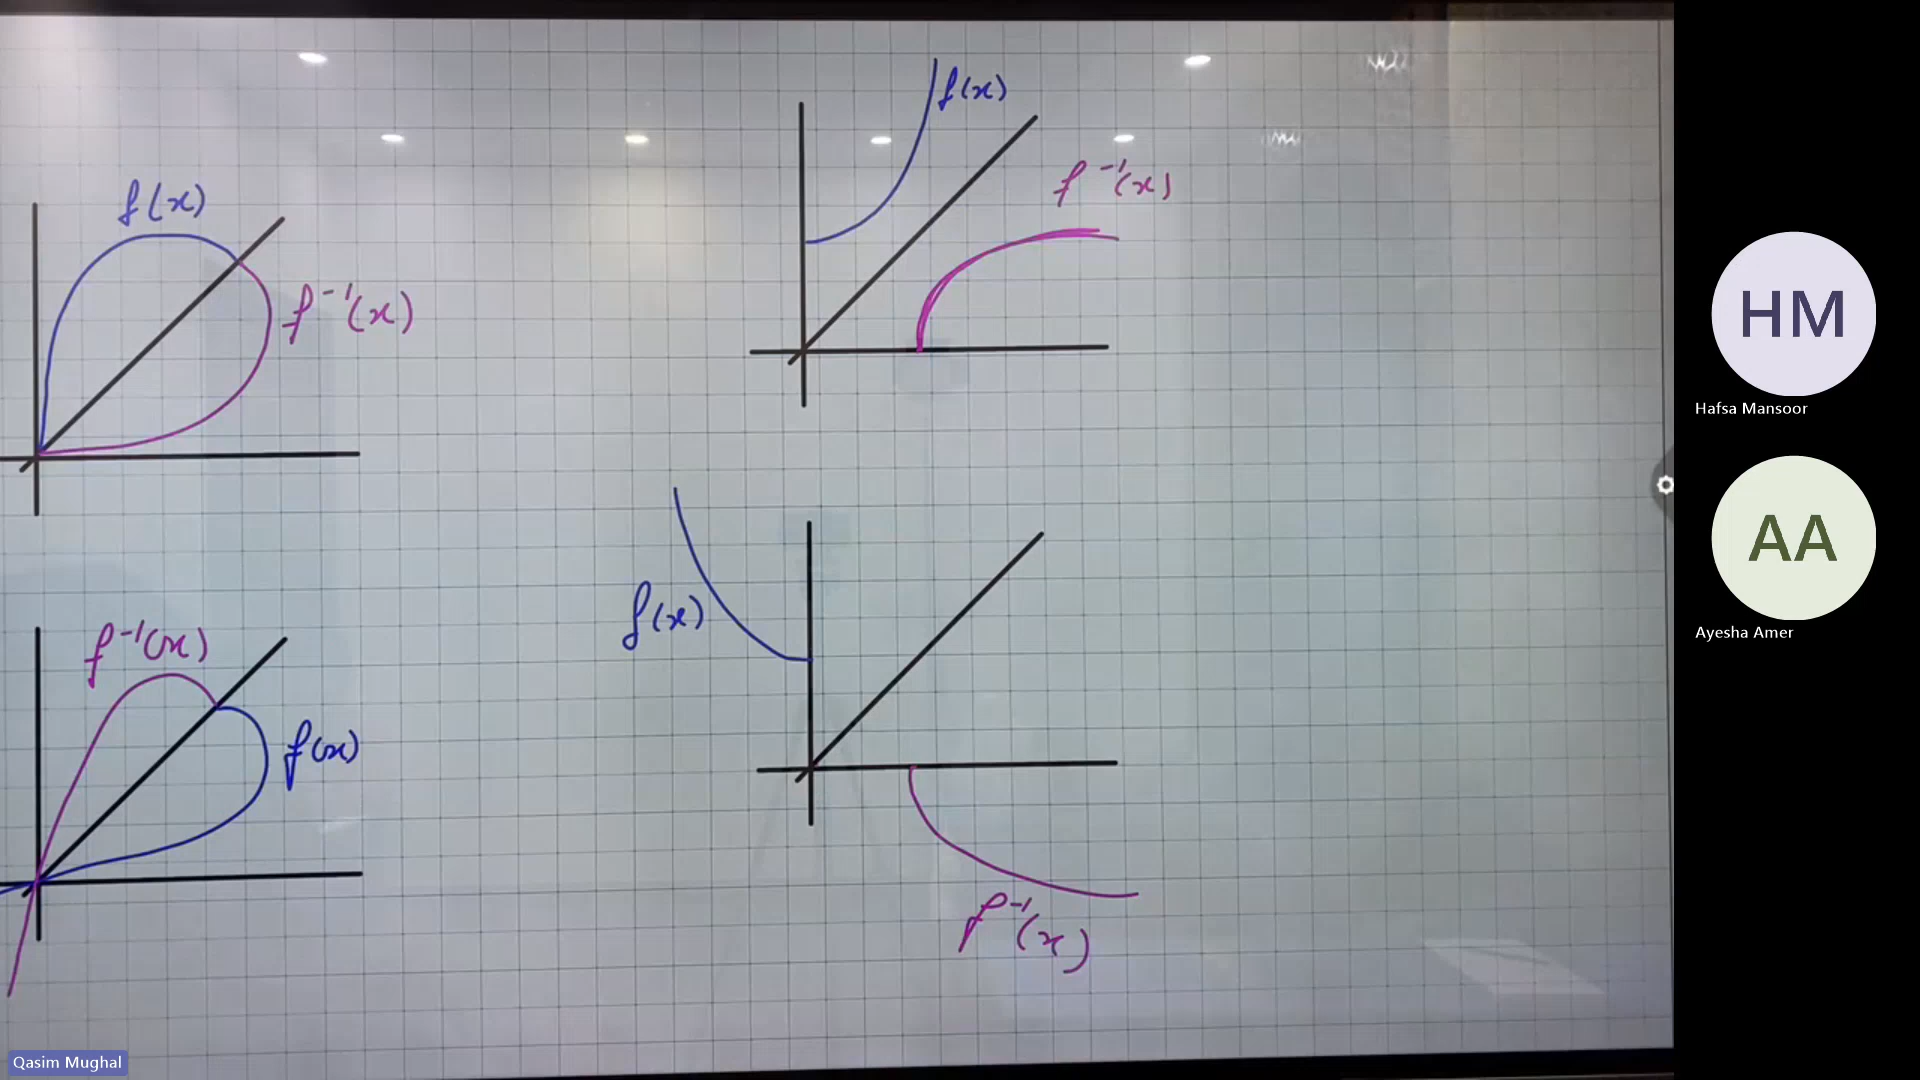 f(x)
f⁻¹(x)
f(x)
f⁻¹(x)
f⁻¹(x)
f(x)
f(x)
f⁻¹(x)
HM
Hafsa Mansoor
AA
Ayesha Amer
Qasim Mughal